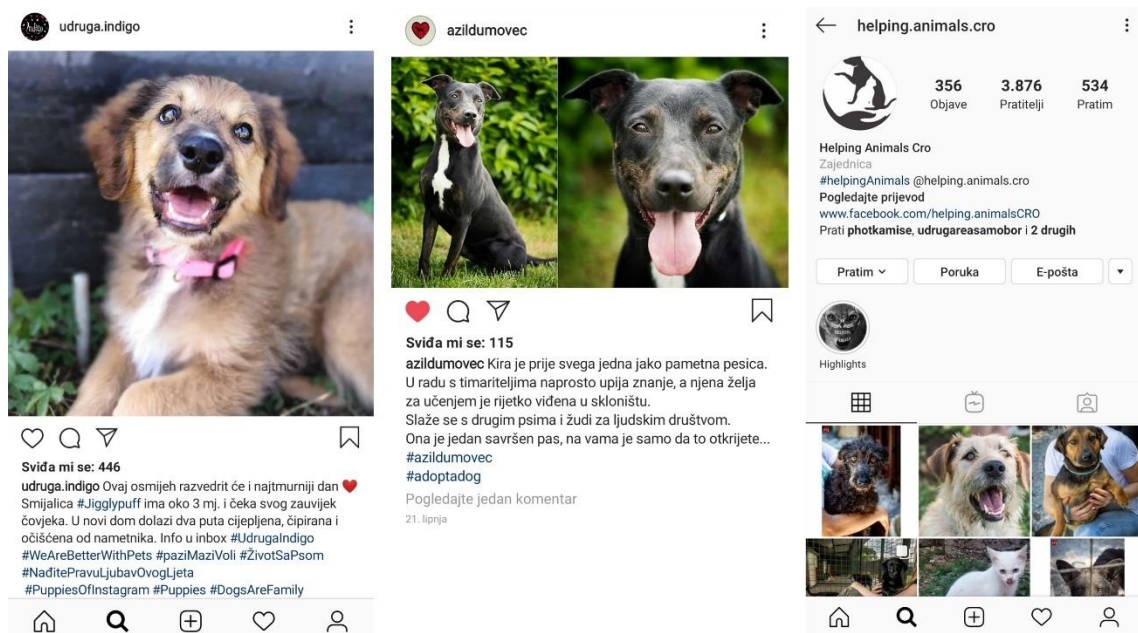 udruga.indigo
Sviđa mi se: 446
udruga.indigo Ovaj osmijeh razvedrit će i najtmurniji dan ❤
Smijalica #Jigglypuff ima oko 3 mj. i čeka svog zauvijek
čovjeka. U novi dom dolazi dva puta cijepljena, čipirana i
očišćena od nametnika. Info u inbox #UdrugaIndigo
#WeAreBetterWithPets #paziMaziVoli #ŽivotSaPsom
#NađitePravuLjubavOvogLjeta
#PuppiesOfInstagram #Puppies #DogsAreFamily
azildumovec
Sviđa mi se: 115
azildumovec Kira je prije svega jedna jako pametna pesica.
U radu s timariteljima naprosto upija znanje, a njena želja
za učenjem je rijetko viđena u skloništu.
Slaže se s drugim psima i žudi za ljudskim društvom.
Ona je jedan savršen pas, na vama je samo da to otkrijete...
#azildumovec
#adoptadog
Pogledajte jedan komentar
21. lipnja
helping.animals.cro
356 3.876 534
Objave Pratitelji Pratim
Helping Animals Cro
Zajednica
#helpingAnimals @helping.animals.cro
Pogledajte prijevod
www.facebook.com/helping.animalsCRO
Prati photkamise, udrugareasamobor i 2 drugih
Pratim Poruka E-pošta
Highlights